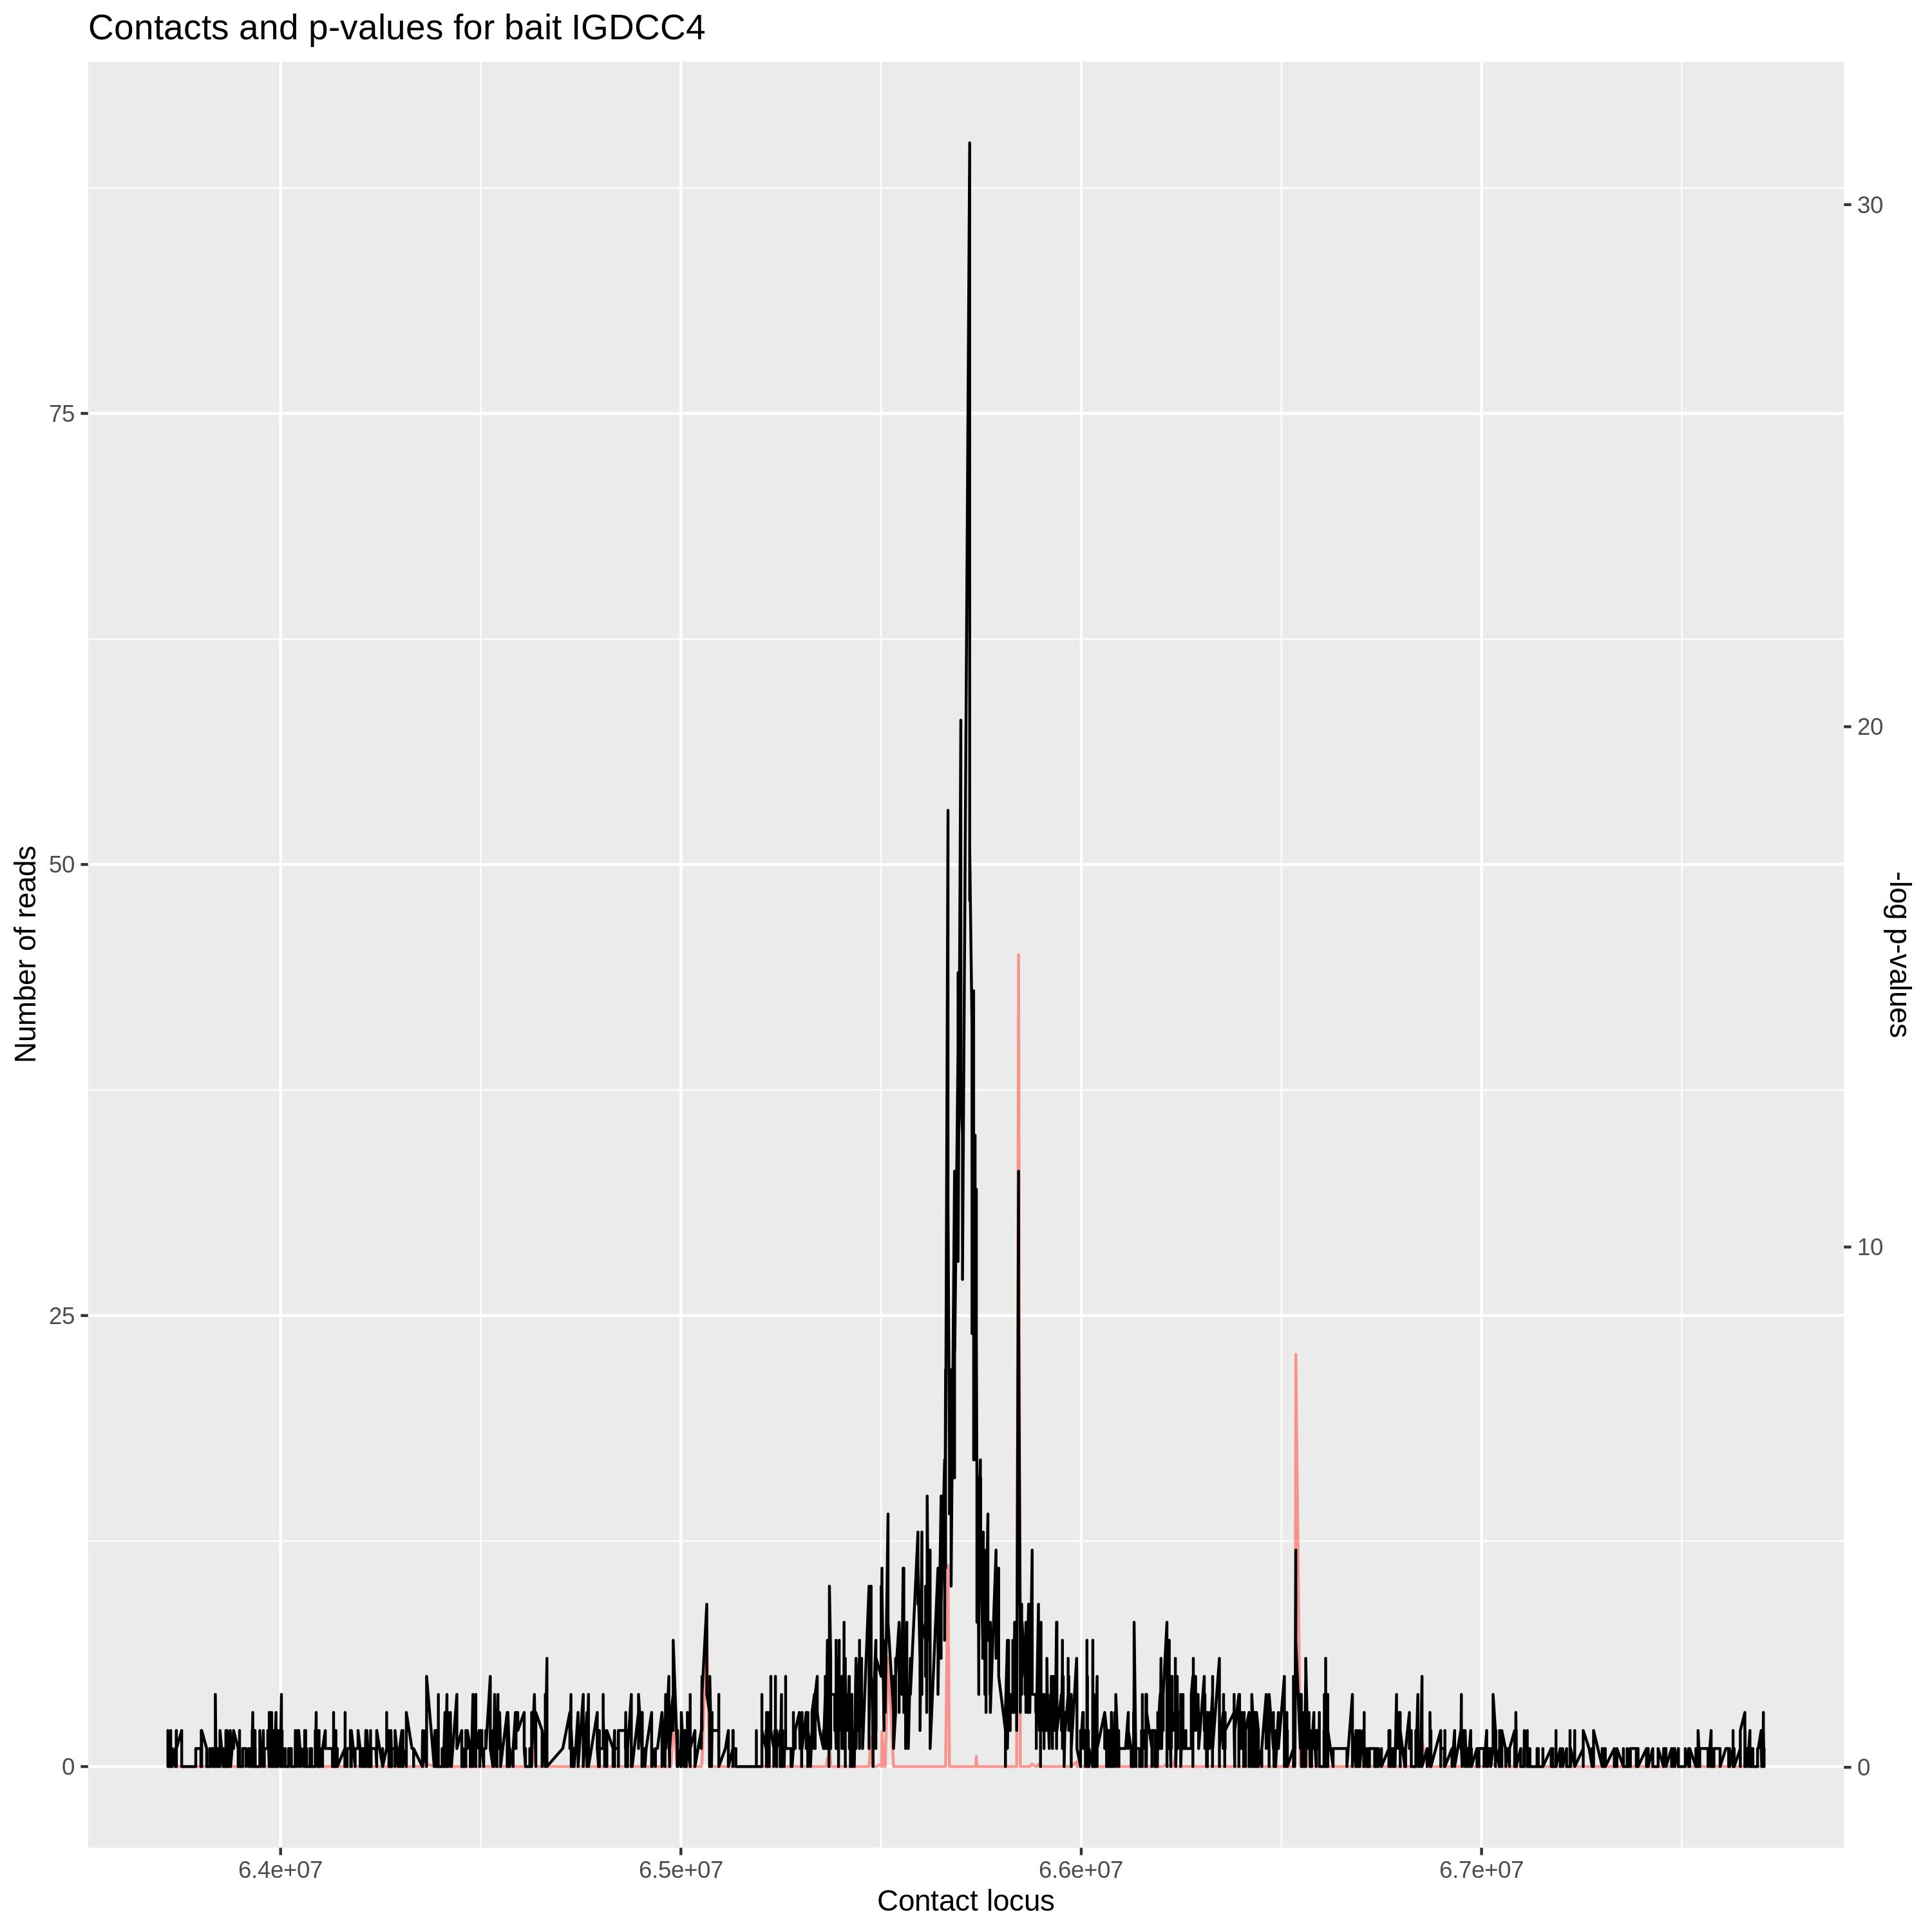 Contacts and p-values for bait IGDCC4
30
75
20
50
Number of reads
-log p-values
10
25
0
0
6.4e+07
6.5e+07
6.6e+07
6.7e+07
Contact locus